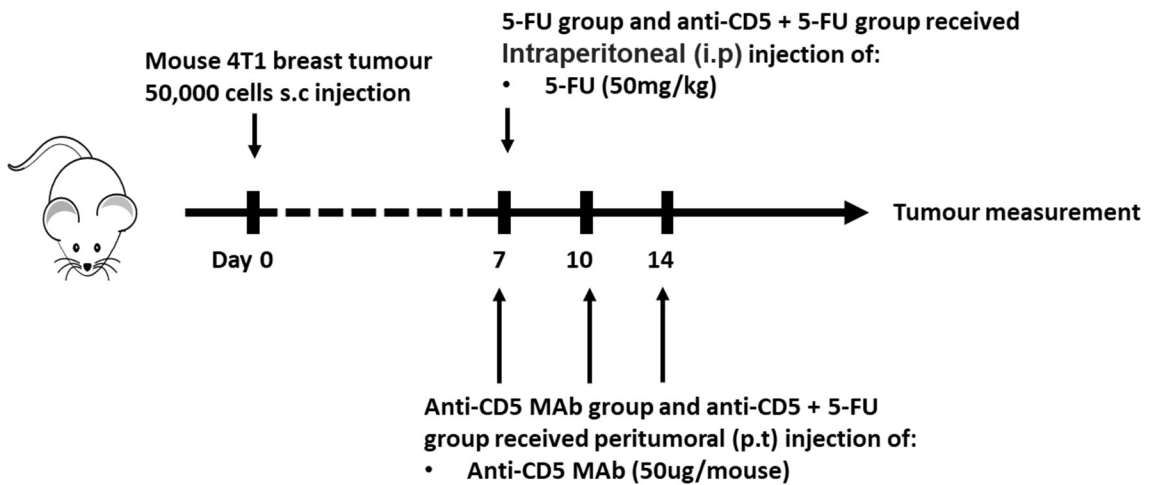 5-FU group and anti-CD5 + 5-FU group received
Intraperitoneal (i.p) injection of:
• 5-FU (50mg/kg)
Mouse 4T1 breast tumour
50,000 cells s.c injection
Tumour measurement
Day 0
7
10
14
Anti-CD5 MAb group and anti-CD5 + 5-FU
group received peritumoral (p.t) injection of:
• Anti-CD5 MAb (50ug/mouse)